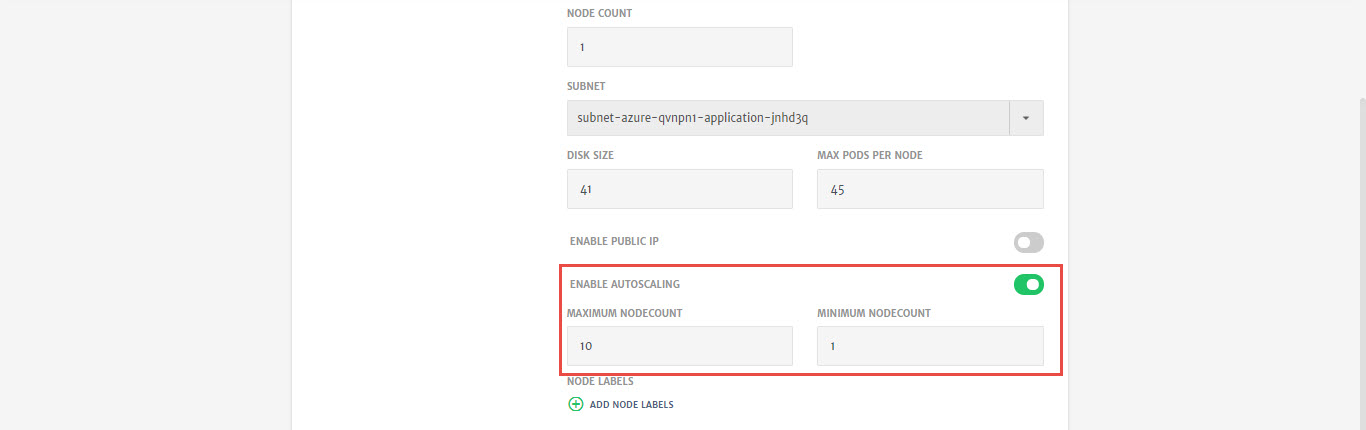 NODE COUNT
1
SUBNET
subnet-azure-qvnpn1-application-jnhd3q
DISK SIZE MAX PODS PER NODE
41 45
ENABLE PUBLIC IP
ENABLE AUTOSCALING
MAXIMUM NODECOUNT MINIMUM NODECOUNT
10 1
NODE LABELS
ADD NODE LABELS